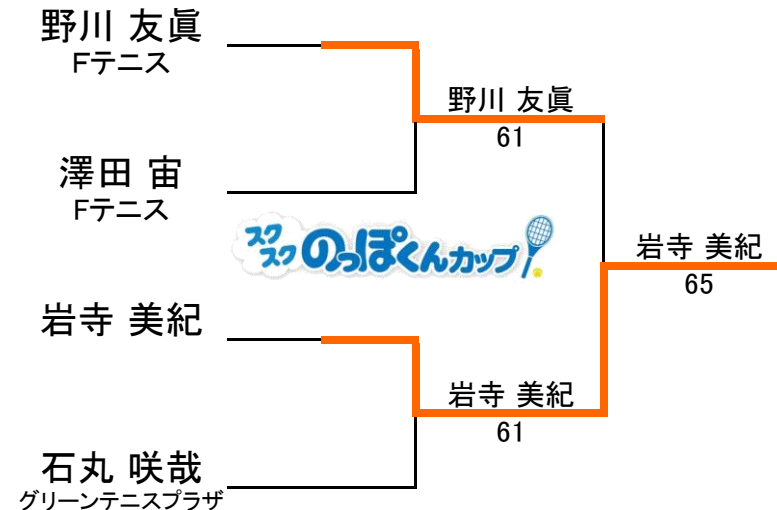 野川 友眞
Fテニス
野川 友眞
61
澤田 宙
Fテニス
スクスク のっぽくんカップ
岩寺 美紀
65
岩寺 美紀
岩寺 美紀
61
石丸 咲哉
グリーンテニスプラザ